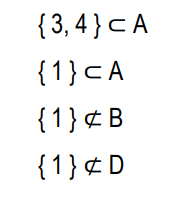 { 3, 4 } ⊂ A
{ 1 } ⊂ A
{ 1 } ⊄ B
{ 1 } ⊄ D